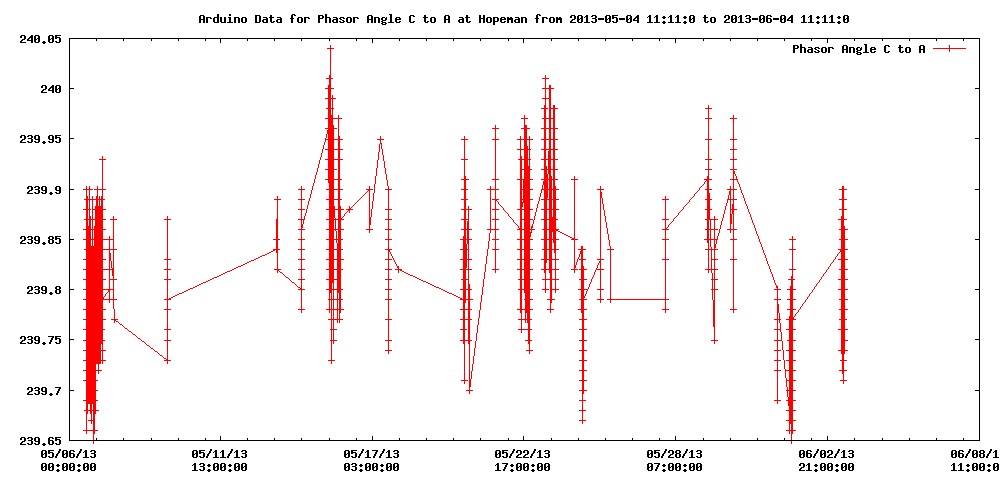 Arduino Data for Phasor Angle C to A at Hopeman from 2013-05-04 11:11:0 to 2013-06-04 11:11:0
Phasor Angle C to A
240.05
240
239.95
239.9
239.85
239.8
239.75
239.7
239.65
05/06/13 05/11/13 05/17/13 05/22/13 05/28/13 06/02/13 06/08/1
00:00:00 13:00:00 03:00:00 17:00:00 07:00:00 21:00:00 11:00:0